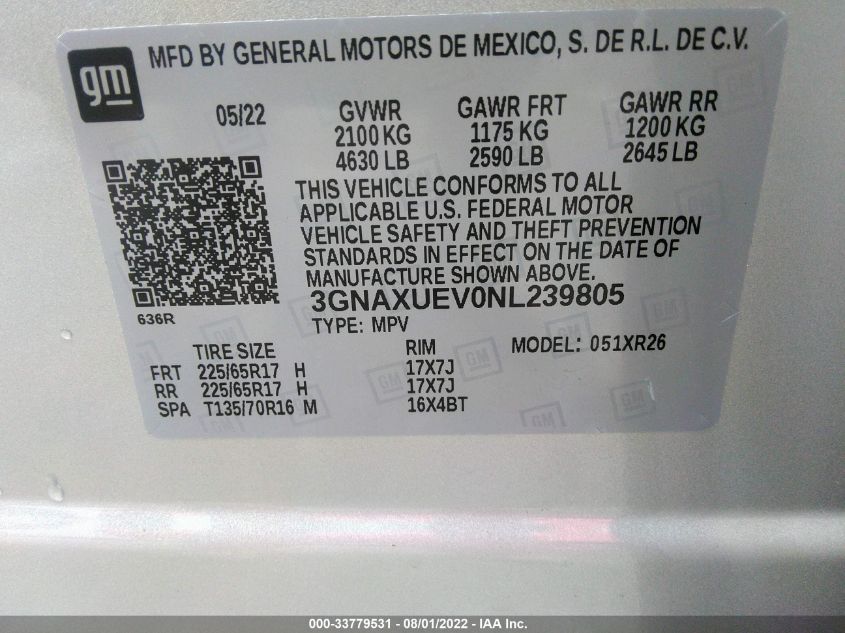 gm
MFD BY GENERAL MOTORS DE MEXICO, S. DE R.L. DE C.V.
05/22 GVWR GAWR FRT GAWR RR
2100 KG 1175 KG 1200 KG
4630 LB 2590 LB 2645 LB
THIS VEHICLE CONFORMS TO ALL
APPLICABLE U.S. FEDERAL MOTOR
VEHICLE SAFETY AND THEFT PREVENTION
STANDARDS IN EFFECT ON THE DATE OF
MANUFACTURE SHOWN ABOVE.
3GNAXUEV0NL239805
636R
TYPE: MPV
TIRE SIZE RIM MODEL: 051XR26
FRT 225/65R17 H 17X7J
RR 225/65R17 H 17X7J
SPA T135/70R16 M 16X4BT
000-33779531 - 08/01/2022 - IAA Inc.